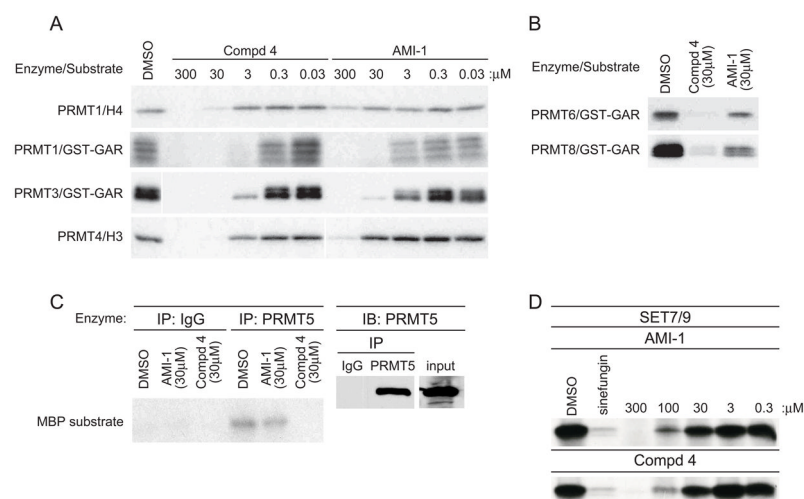 A
Enzyme/Substrate
DMSO
Compd 4
AMI-1
300 30 3 0.3 0.03 300 30 3 0.3 0.03 :μM
PRMT1/H4
PRMT1/GST-GAR
PRMT3/GST-GAR
PRMT4/H3
B
Enzyme/Substrate
DMSO
Compd 4 (30μM)
AMI-1 (30μM)
PRMT6/GST-GAR
PRMT8/GST-GAR
C
Enzyme: IP: IgG IP: PRMT5
DMSO
AMI-1 (30μM)
Compd 4 (30μM)
DMSO
AMI-1 (30μM)
Compd 4 (30μM)
MBP substrate
IB: PRMT5
IP
IgG PRMT5 input
D
SET7/9
AMI-1
DMSO
sinefungin
300 100 30 3 0.3 :μM
Compd 4